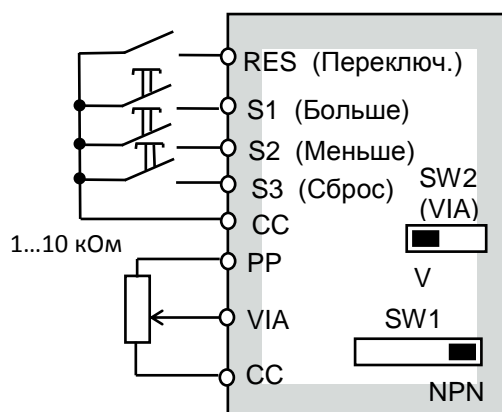 RES (Переключ.)
S1 (Больше)
S2 (Меньше)
S3 (Сброс)
SW2
(VIA)
CC
1...10 кОм
PP
V
VIA
SW1
CC
NPN